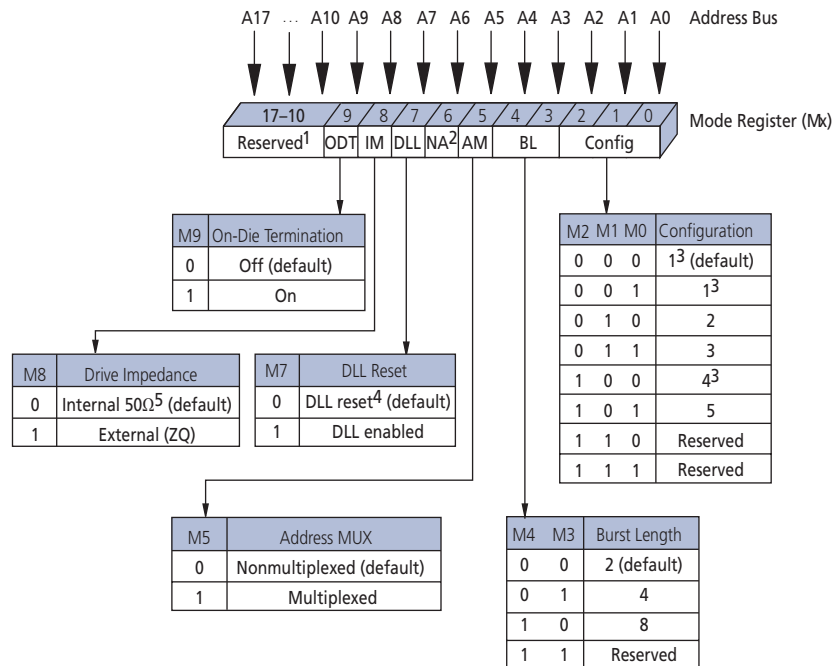 A17 ... A10 A9 A8 A7 A6 A5 A4 A3 A2 A1 A0 Address Bus
17–10 9 8 7 6 5 4 3 2 1 0 Mode Register (Mx)
Reserved1 ODT IM DLL NA2 AM BL Config
M9 On-Die Termination
0 Off (default)
1 On
M2 M1 M0 Configuration
0 0 0 13 (default)
0 0 1 13
0 1 0 2
0 1 1 3
1 0 0 43
1 0 1 5
1 1 0 Reserved
1 1 1 Reserved
M8 Drive Impedance
0 Internal 50Ω5 (default)
1 External (ZQ)
M7 DLL Reset
0 DLL reset4 (default)
1 DLL enabled
M5 Address MUX
0 Nonmultiplexed (default)
1 Multiplexed
M4 M3 Burst Length
0 0 2 (default)
0 1 4
1 0 8
1 1 Reserved